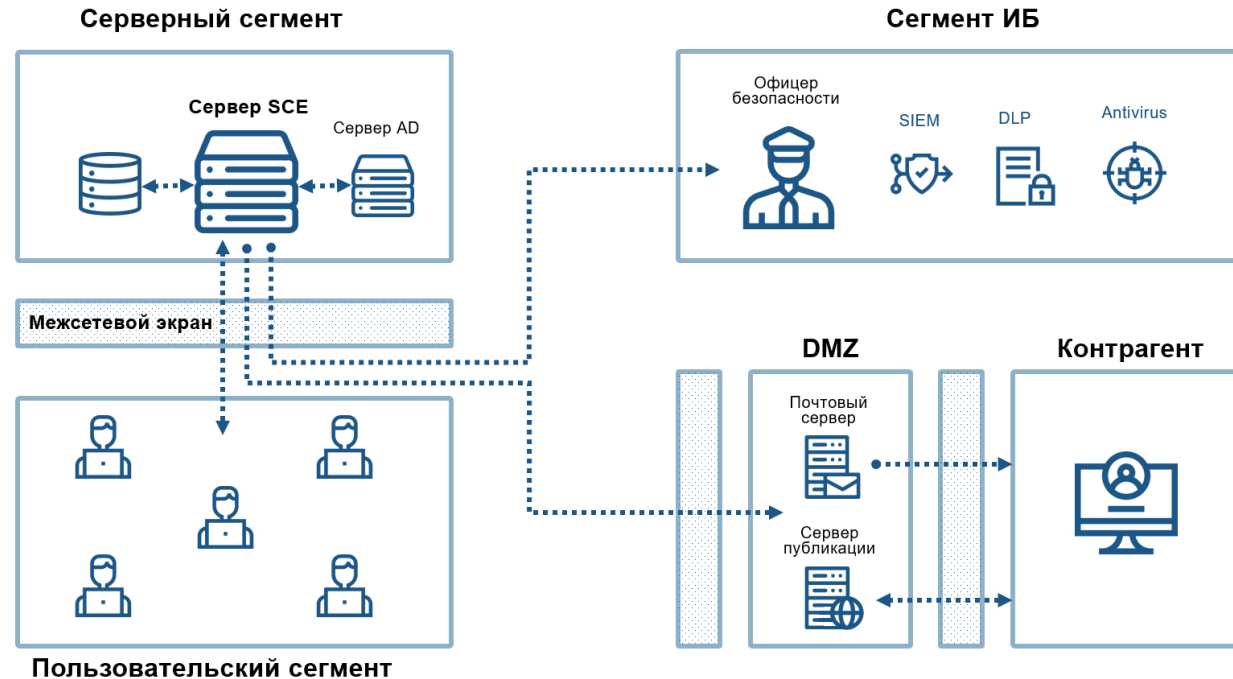 Серверный сегмент
Сервер SCE
Сервер AD
Межсетевой экран
Пользовательский сегмент
Сегмент ИБ
Офицер
безопасности
SIEM
DLP
Antivirus
DMZ
Почтовый
сервер
Сервер
публикации
Контрагент